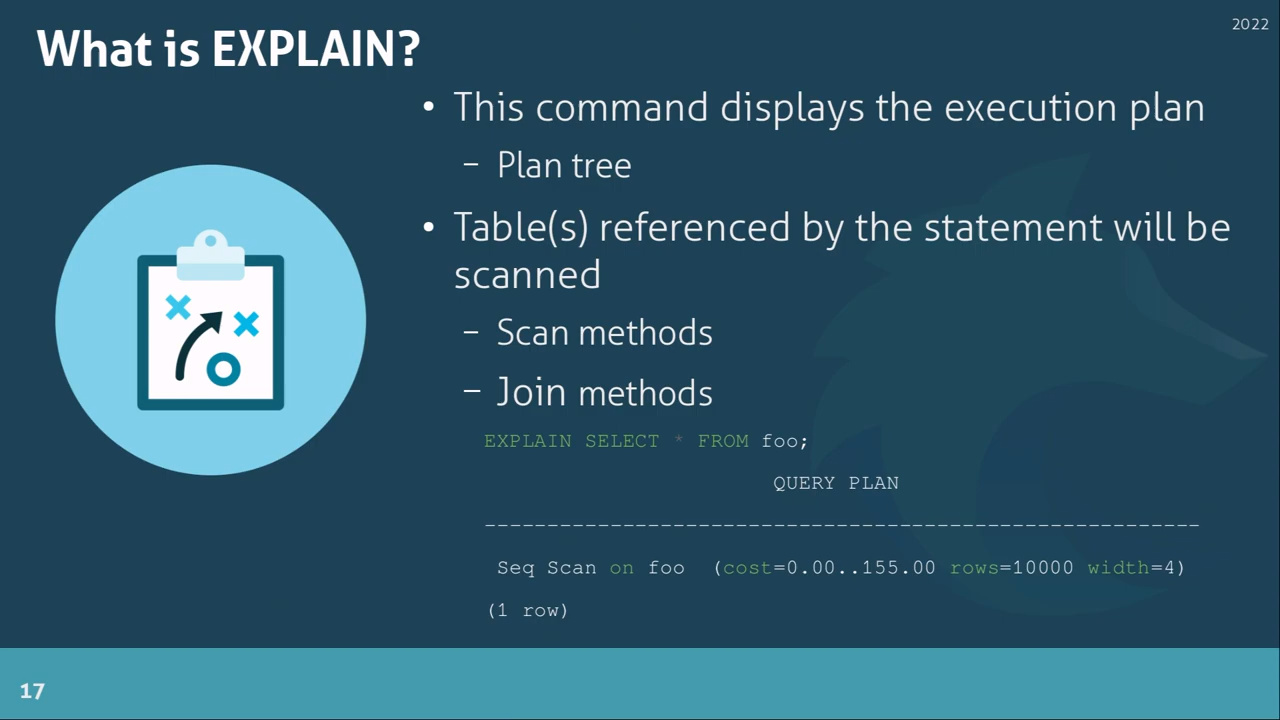 What is EXPLAIN?
2022
• This command displays the execution plan
– Plan tree
• Table(s) referenced by the statement will be
scanned
– Scan methods
– Join methods
EXPLAIN SELECT * FROM foo;
QUERY PLAN
---------------------------------------------------------
Seq Scan on foo (cost=0.00..155.00 rows=10000 width=4)
(1 row)
17